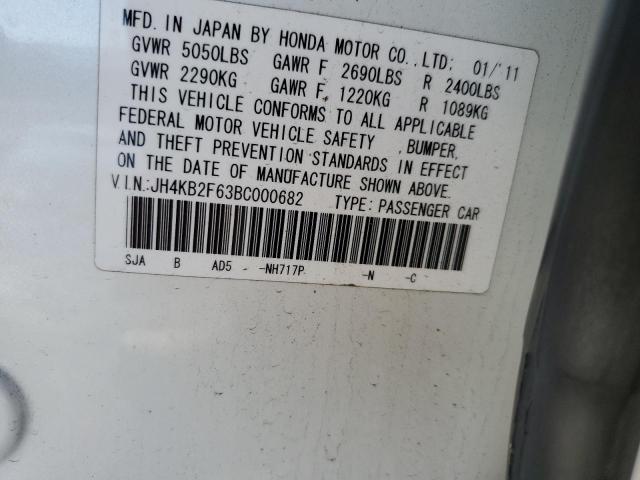 MFD. IN JAPAN BY HONDA MOTOR CO.,LTD: 01/'11
GVWR 5050LBS GAWR F 2690LBS R 2400LBS
GVWR 2290KG GAWR F 1220KG R 1089KG
THIS VEHICLE CONFORMS TO ALL APPLICABLE
FEDERAL MOTOR VEHICLE SAFETY ,BUMPER,
AND THEFT PREVENTION STANDARDS IN EFFECT
ON THE DATE OF MANUFACTURE SHOWN ABOVE.
V.I.N.:JH4KB2F63BC000682 TYPE: PASSENGER CAR
SJA B AD5 - -NH717P -N -C